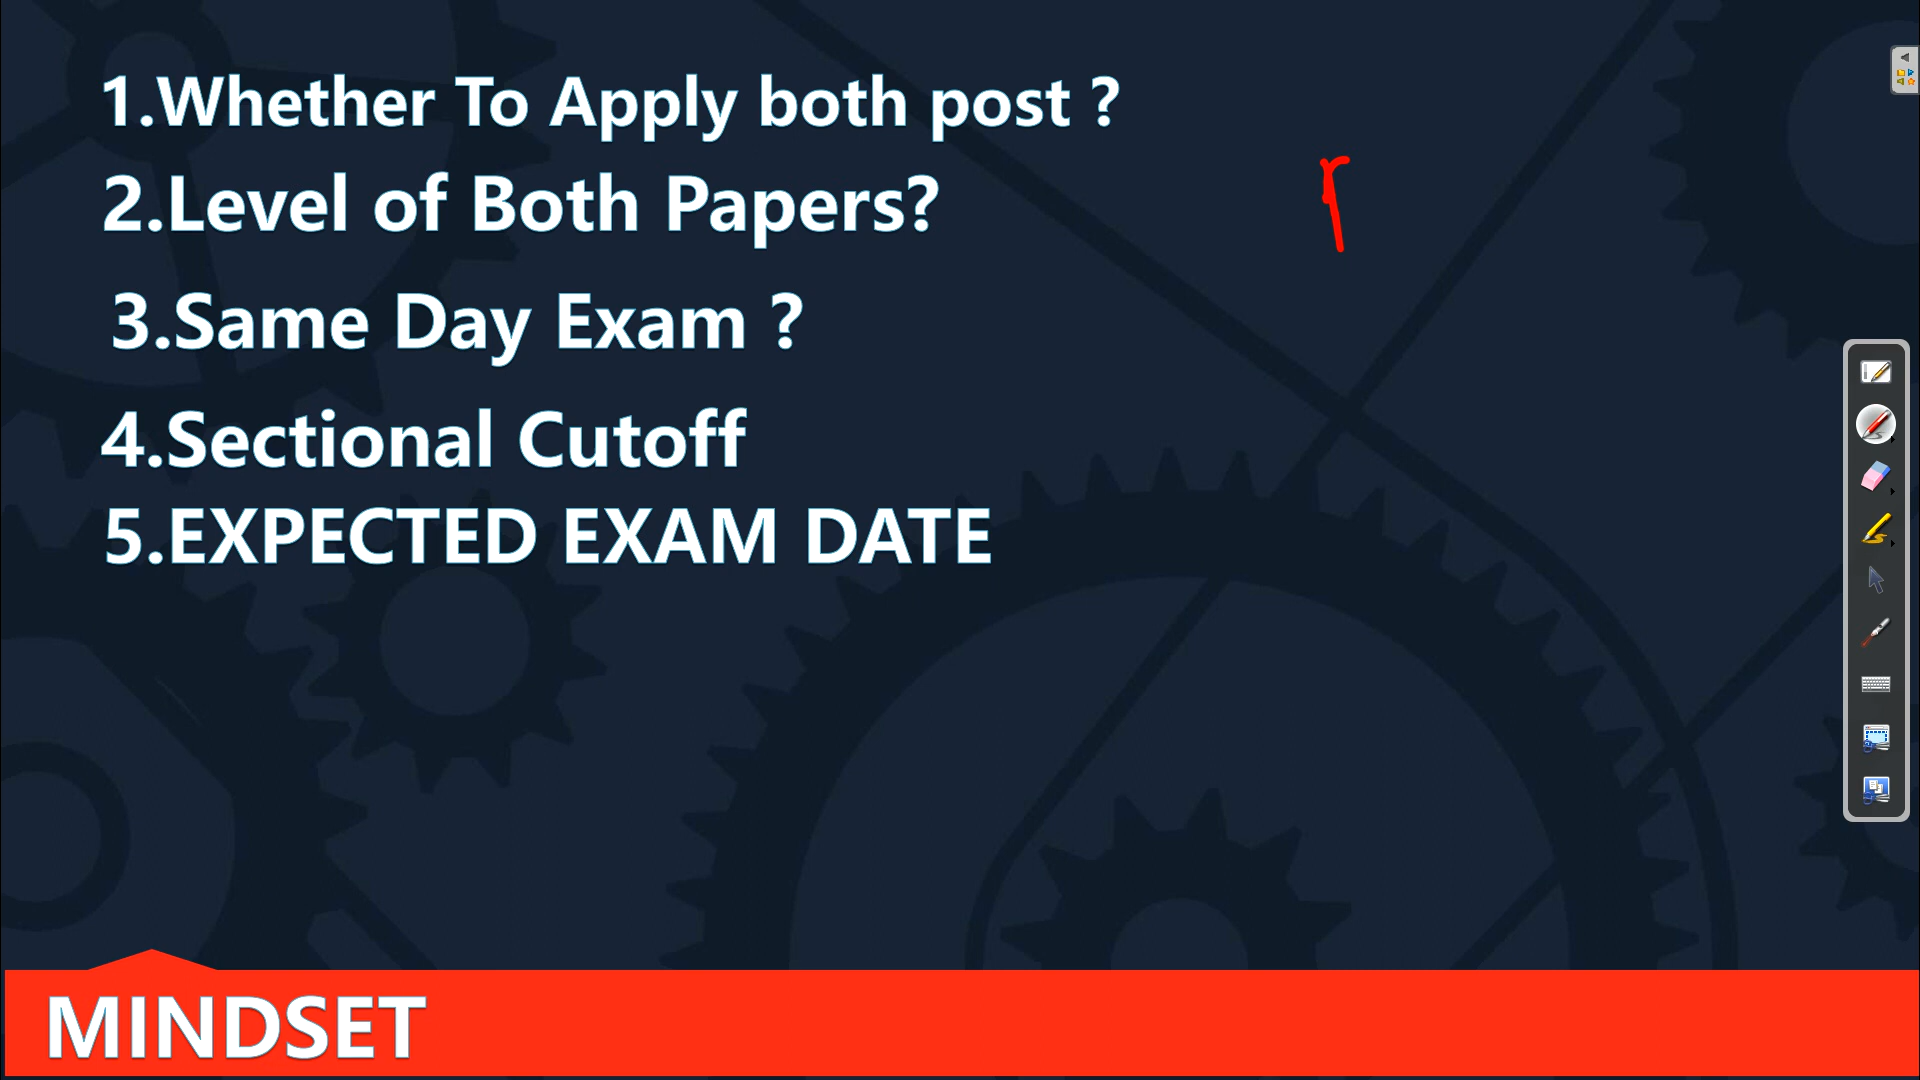 1.Whether To Apply both post ?
2.Level of Both Papers?
3.Same Day Exam ?
4.Sectional Cutoff
5.EXPECTED EXAM DATE
MINDSET